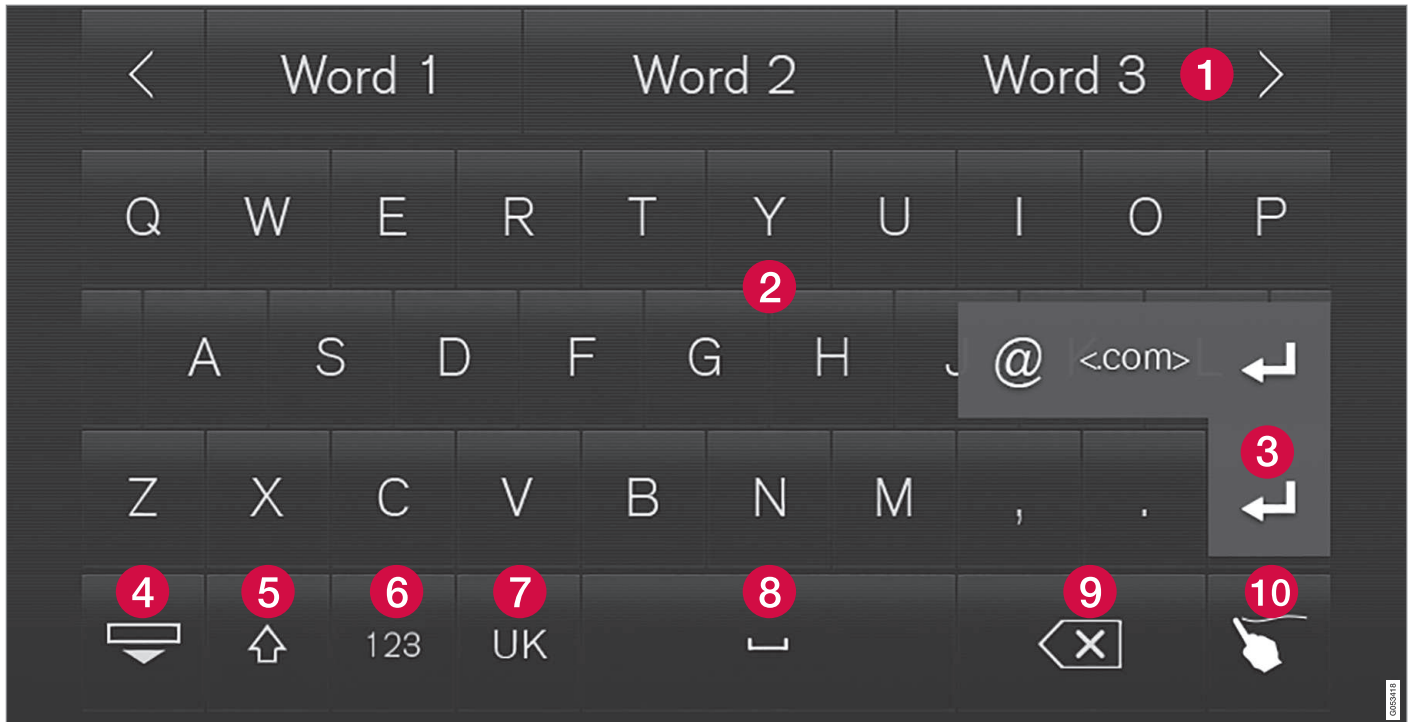 < Word 1 Word 2 Word 3 1 >
Q W E R T Y U I O P
2
A S D F G H J K L
@ <.com>
3
Z X C V B N M , .
4 5 6 7 8 9 10
123 UK
G053418